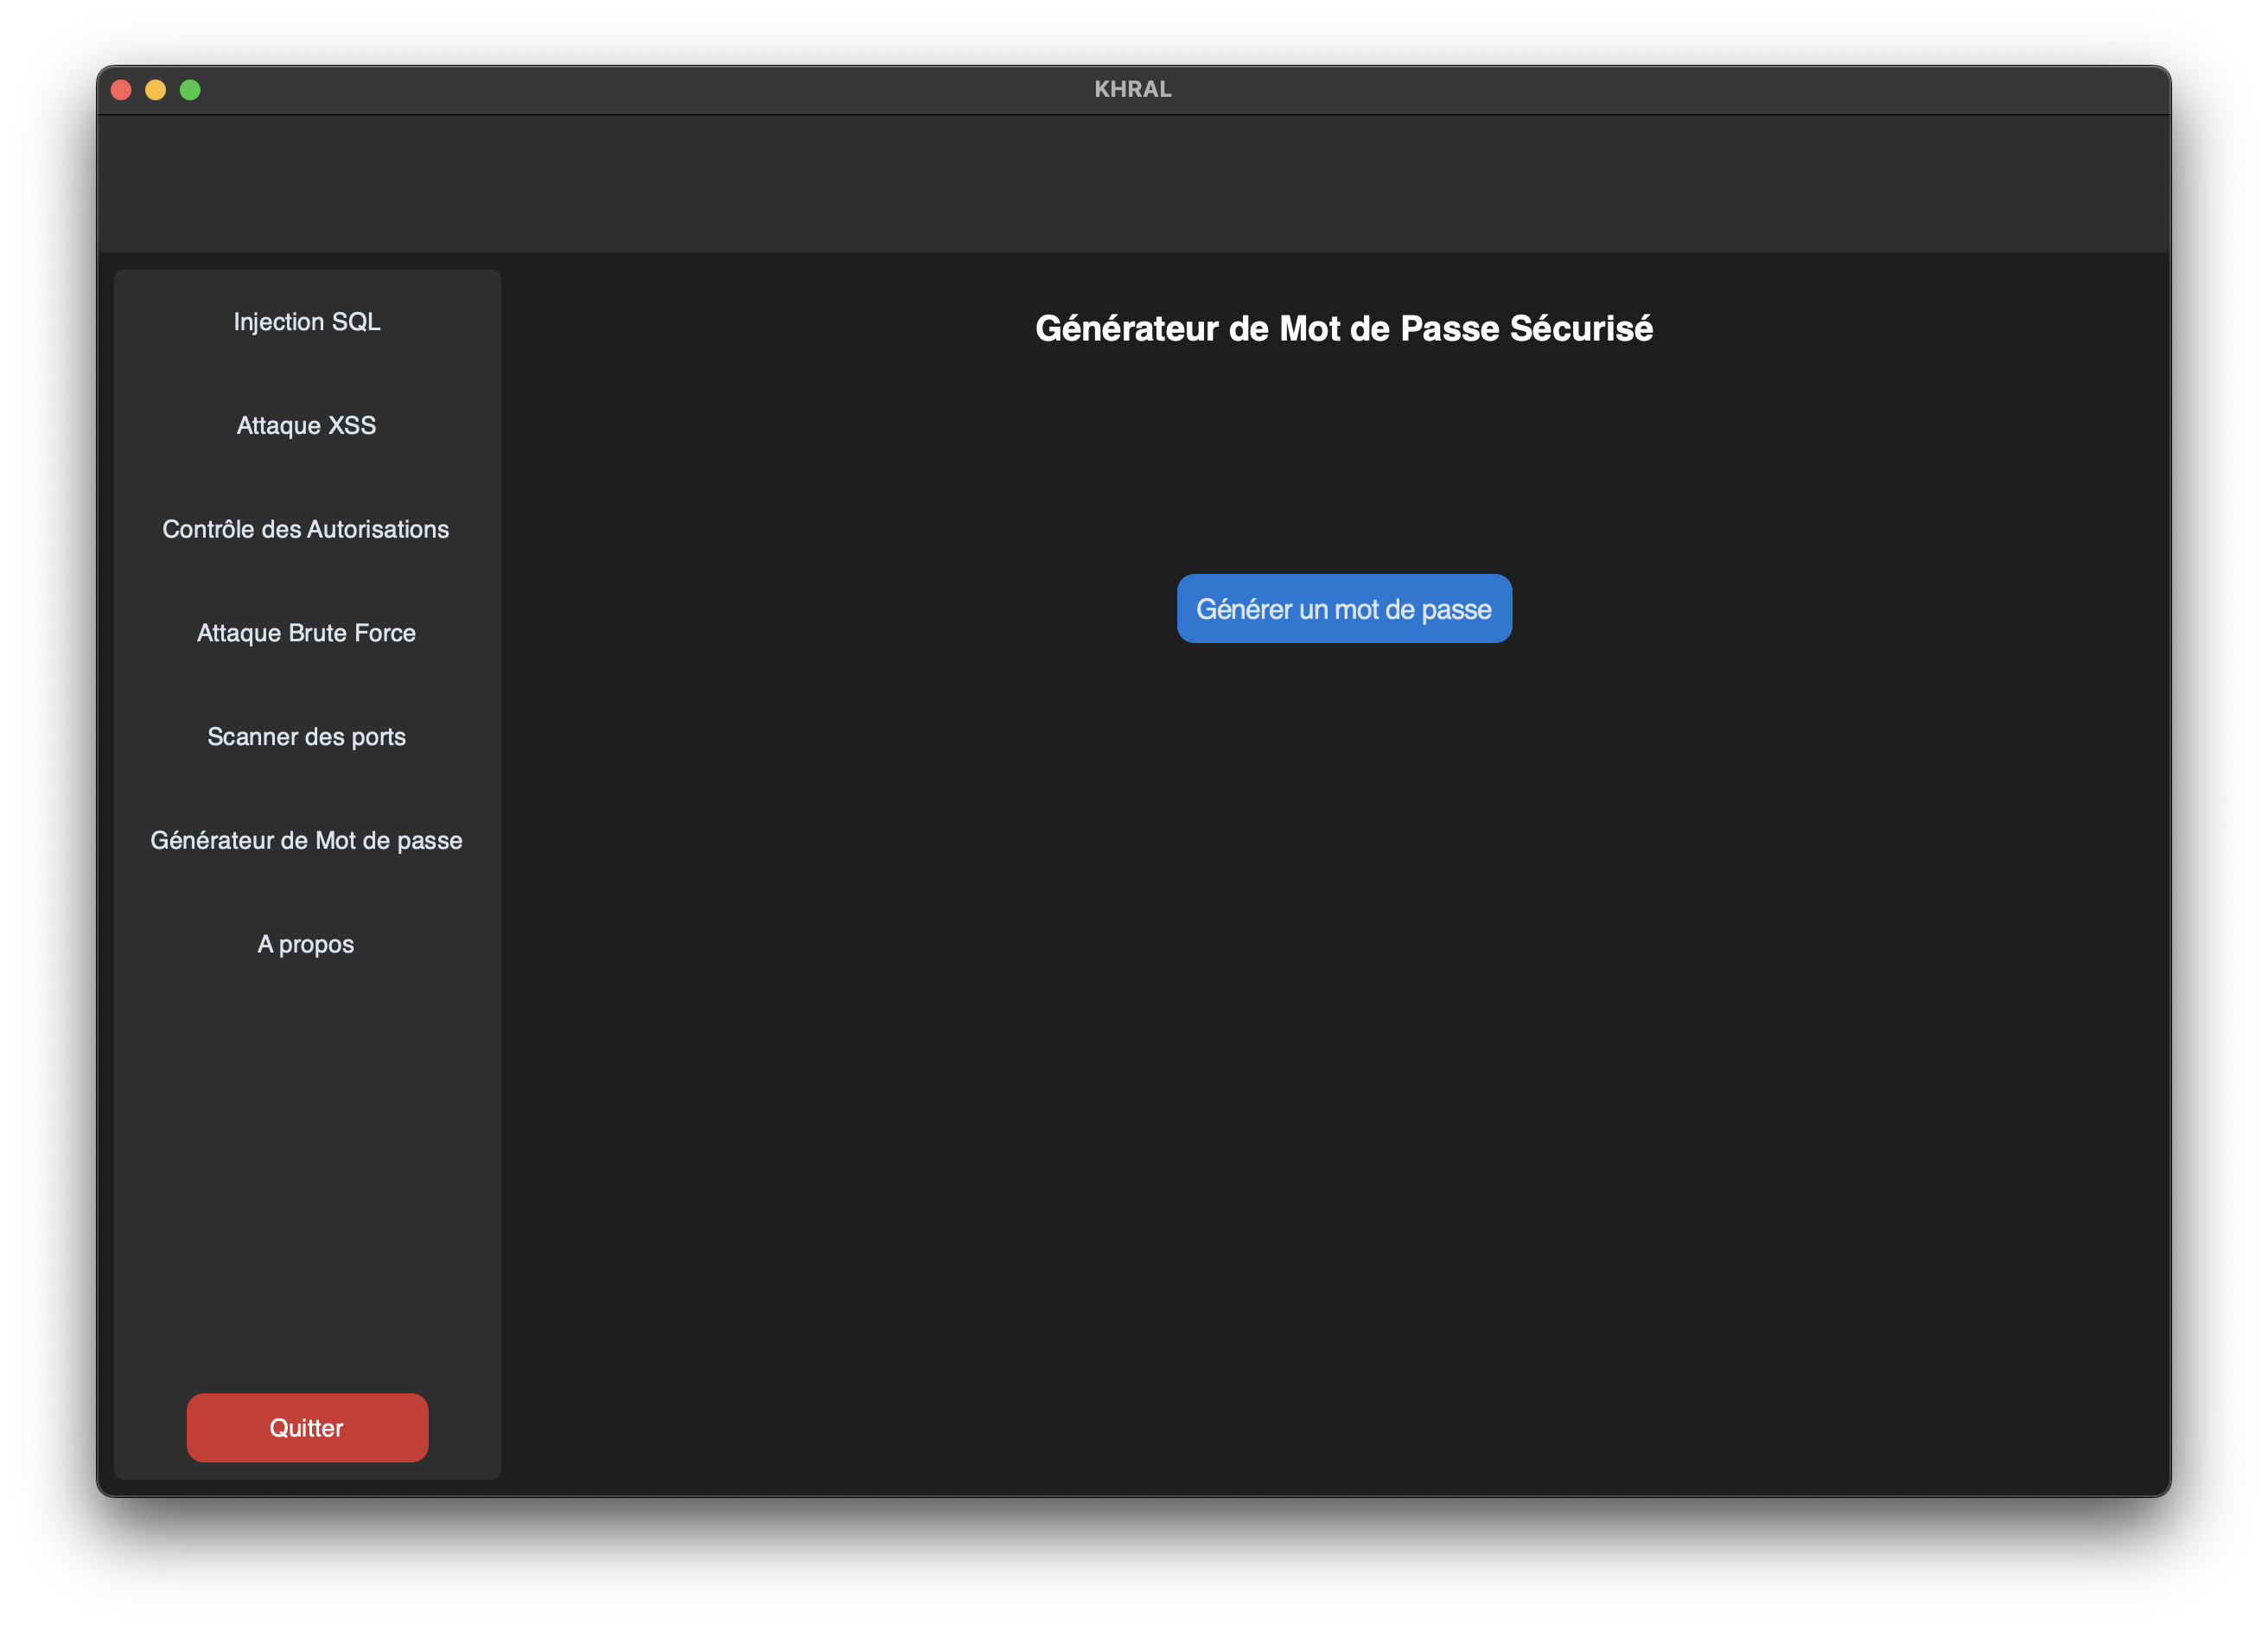 KHRAL
Injection SQL
Attaque XSS
Contrôle des Autorisations
Attaque Brute Force
Scanner des ports
Générateur de Mot de passe
A propos
Quitter
Générateur de Mot de Passe Sécurisé
Générer un mot de passe